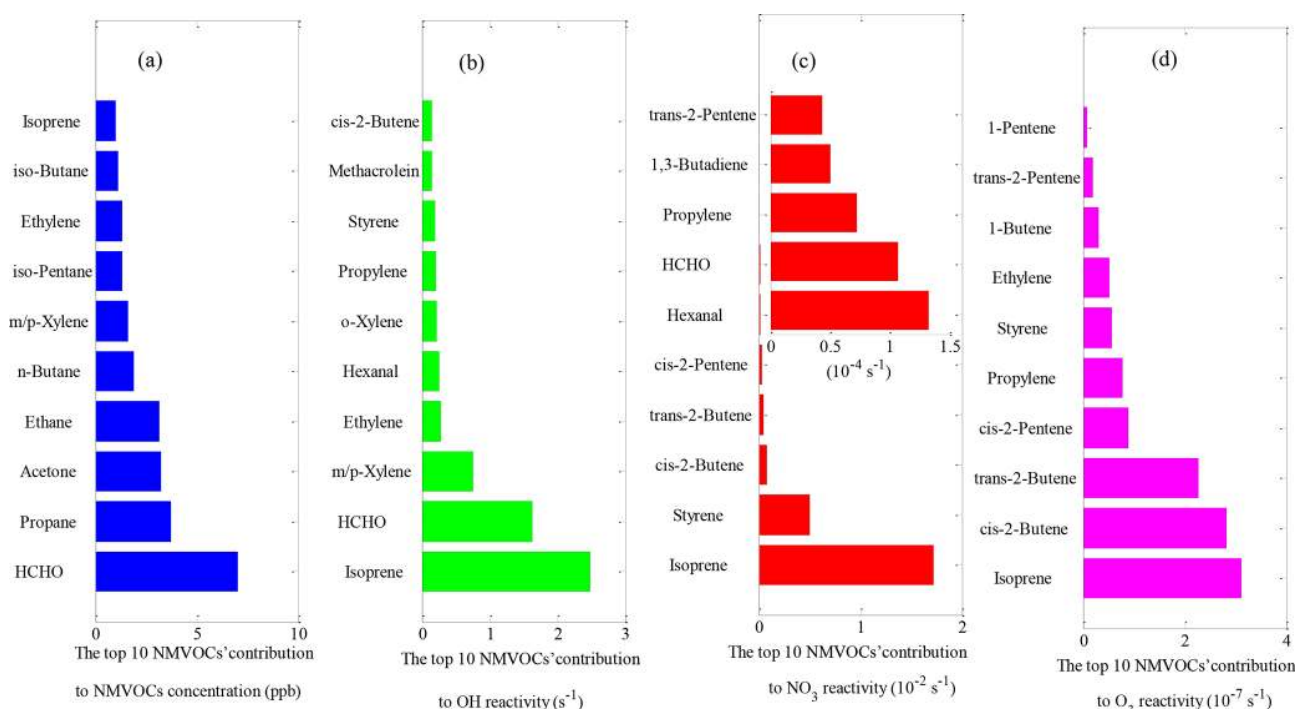 (a)
Isoprene
iso-Butane
Ethylene
iso-Pentane
m/p-Xylene
n-Butane
Ethane
Acetone
Propane
HCHO
0 5 10
The top 10 NMVOCs'contribution
to NMVOCs concentration (ppb)
(b)
cis-2-Butene
Methacrolein
Styrene
Propylene
o-Xylene
Hexanal
Ethylene
m/p-Xylene
HCHO
Isoprene
0 1 2 3
The top 10 NMVOCs'contribution
to OH reactivity (s⁻¹)
(c)
trans-2-Pentene
1,3-Butadiene
Propylene
HCHO
Hexanal
0 0.5 1 1.5
(10⁻⁴ s⁻¹)
cis-2-Pentene
trans-2-Butene
cis-2-Butene
Styrene
Isoprene
0 1 2
The top 10 NMVOCs'contribution
to NO₃ reactivity (10⁻² s⁻¹)
(d)
1-Pentene
trans-2-Pentene
1-Butene
Ethylene
Styrene
Propylene
cis-2-Pentene
trans-2-Butene
cis-2-Butene
Isoprene
0 2 4
The top 10 NMVOCs'contribution
to O₃ reactivity (10⁻⁷ s⁻¹)